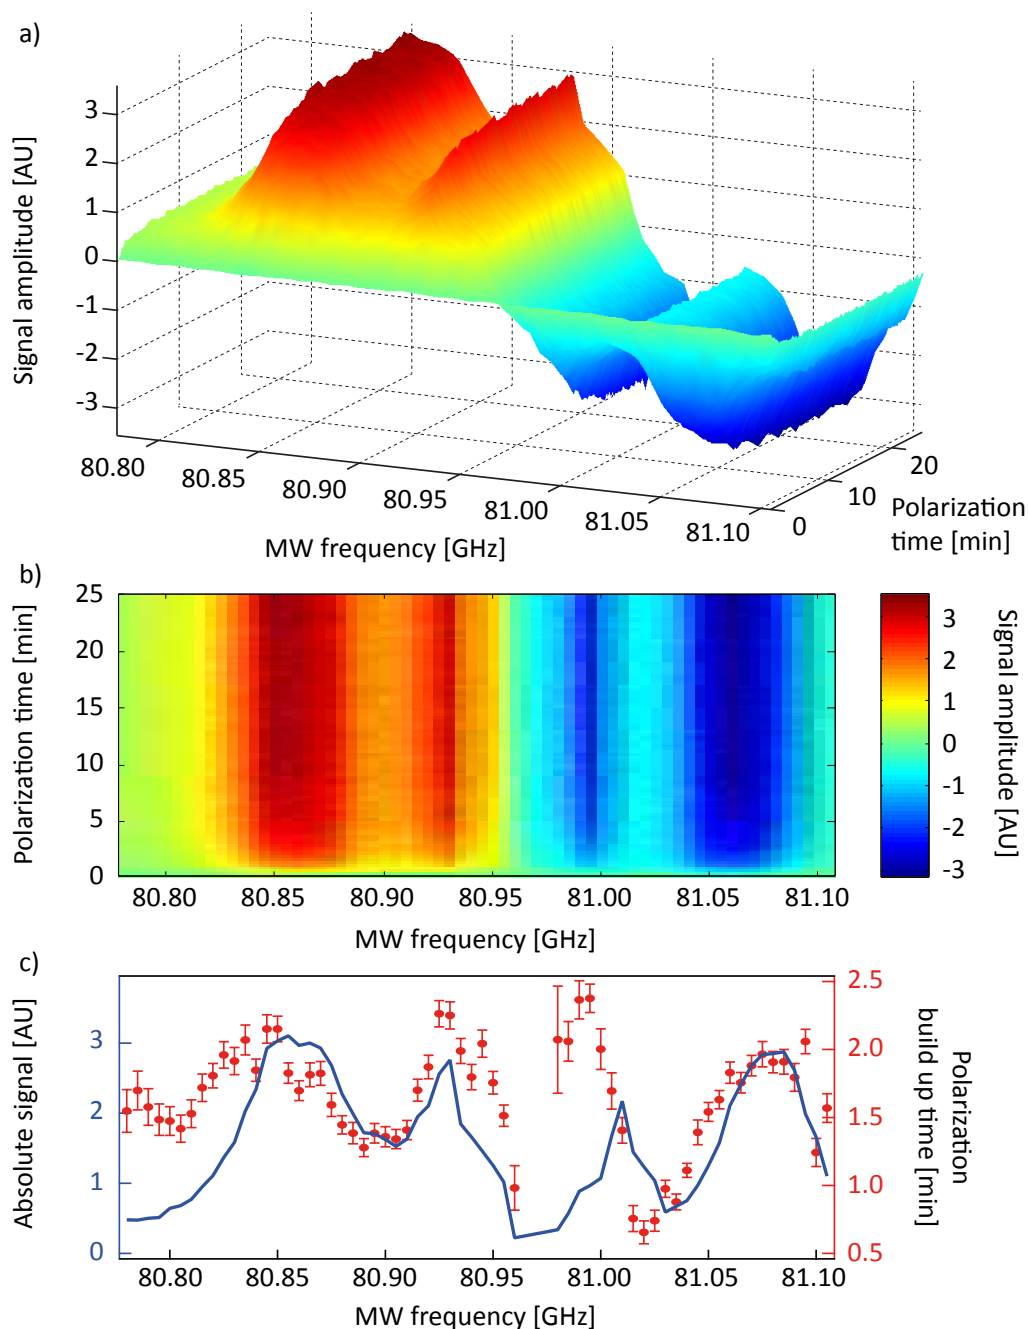 a)
Signal amplitude [AU]
3
2
1
0
-1
-2
-3
80.80
80.85
80.90
80.95
81.00
81.05
81.10
MW frequency [GHz]
0
10
20
Polarization
time [min]
b)
Polarization time [min]
25
20
15
10
5
0
80.80 80.85 80.90 80.95 81.00 81.05 81.10
MW frequency [GHz]
3
2
1
0
-1
-2
-3
Signal amplitude [AU]
c)
Absolute signal [AU]
3
2
1
0
80.80 80.85 80.90 80.95 81.00 81.05 81.10
MW frequency [GHz]
2.5
2.0
1.5
1.0
0.5
Polarization
build up time [min]